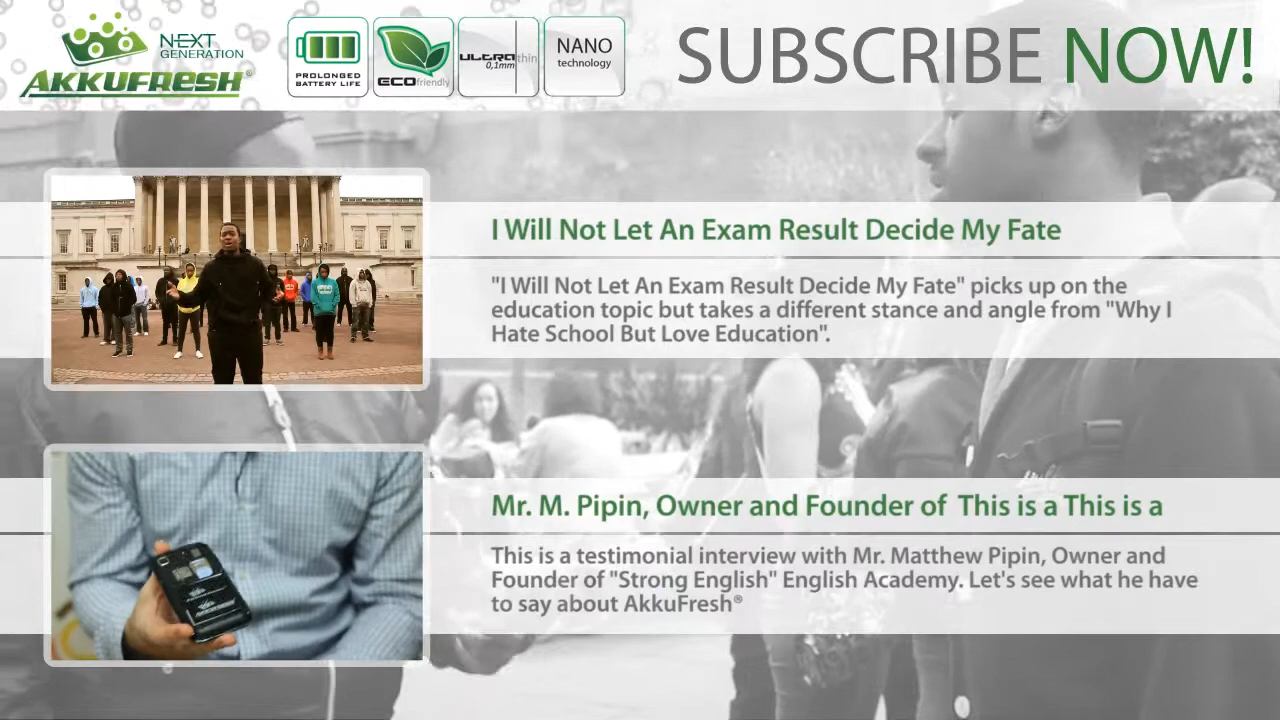 NEXT
GENERATION
AKKUFRESH®
PROLONGED
BATTERY LIFE
ECOfriendly
ULTRAthin
0,1mm
NANO
technology
SUBSCRIBE NOW!
I Will Not Let An Exam Result Decide My Fate
"I Will Not Let An Exam Result Decide My Fate" picks up on the
education topic but takes a different stance and angle from "Why I
Hate School But Love Education".
Mr. M. Pipin, Owner and Founder of This is a This is a
This is a testimonial interview with Mr. Matthew Pipin, Owner and
Founder of "Strong English" English Academy. Let's see what he have
to say about AkkuFresh®